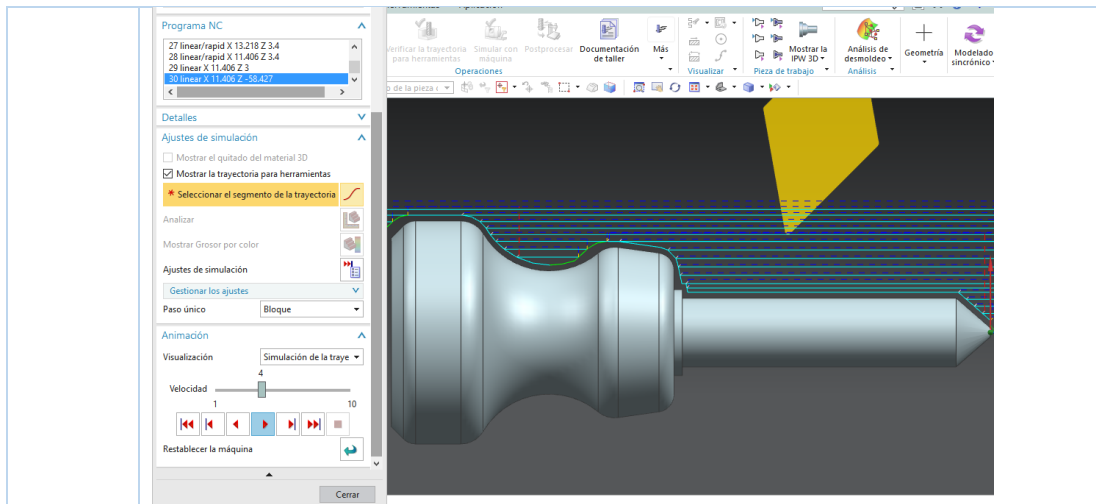 Programa NC
27 linear/rapid X 13.218 Z 3.4
28 linear/rapid X 11.406 Z 3.4
29 linear X 11.406 Z 3
30 linear X 11.406 Z -58.427
Detalles
Ajustes de simulación
Mostrar el quitado del material 3D
Mostrar la trayectoria para herramientas
* Seleccionar el segmento de la trayectoria
Analizar
Mostrar Grosor por color
Ajustes de simulación
Gestionar los ajustes
Paso único Bloque
Animación
Visualización Simulación de la traye
4
Velocidad
1 10
Restablecer la máquina
Cerrar
Verificar la trayectoria
para herramientas
Simular con
máquina
Postprocesar
Documentación
de taller
Más
Operaciones
Visualizar
Mostrar la
IPW 3D
Pieza de trabajo
Análisis de
desmoldeo
Análisis
Geometría
Modelado
sincrónico
de la pieza